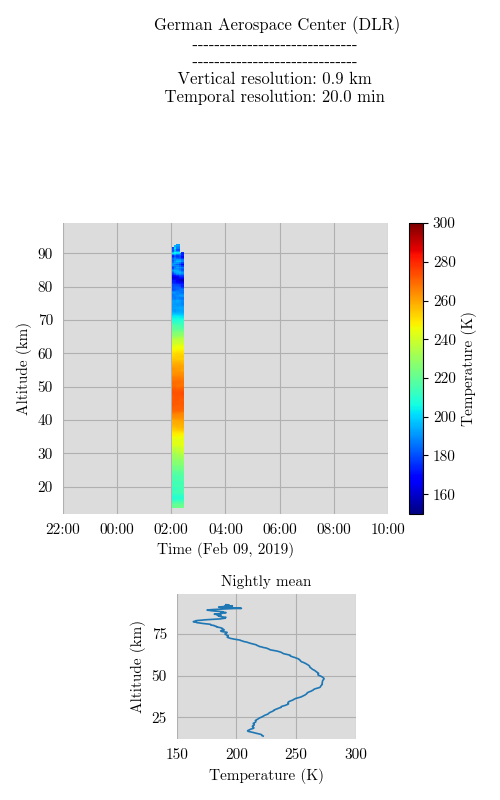 German Aerospace Center (DLR)
------------------------------
------------------------------
Vertical resolution: 0.9 km
Temporal resolution: 20.0 min
90
80
70
60
50
40
30
20
Altitude (km)
22:00 00:00 02:00 04:00 06:00 08:00 10:00
Time (Feb 09, 2019)
300
280
260
240
220
200
180
160
Temperature (K)
Nightly mean
75
50
25
Altitude (km)
150 200 250 300
Temperature (K)